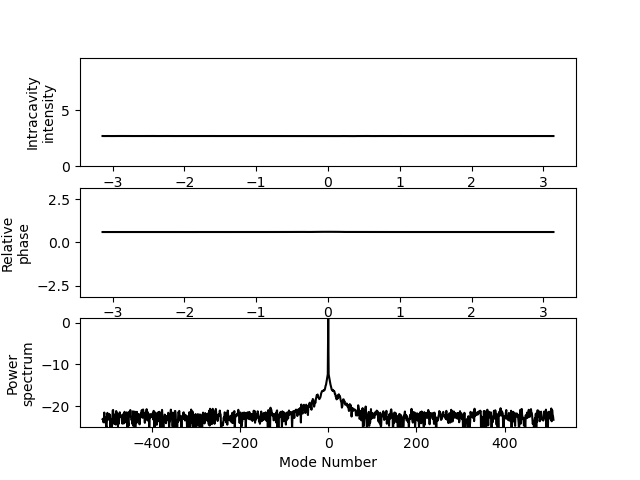 Intracavity
intensity
5
0
−3 −2 −1 0 1 2 3
Relative
phase
2.5
0.0
−2.5
−3 −2 −1 0 1 2 3
Power
spectrum
0
−10
−20
−400 −200 0 200 400
Mode Number